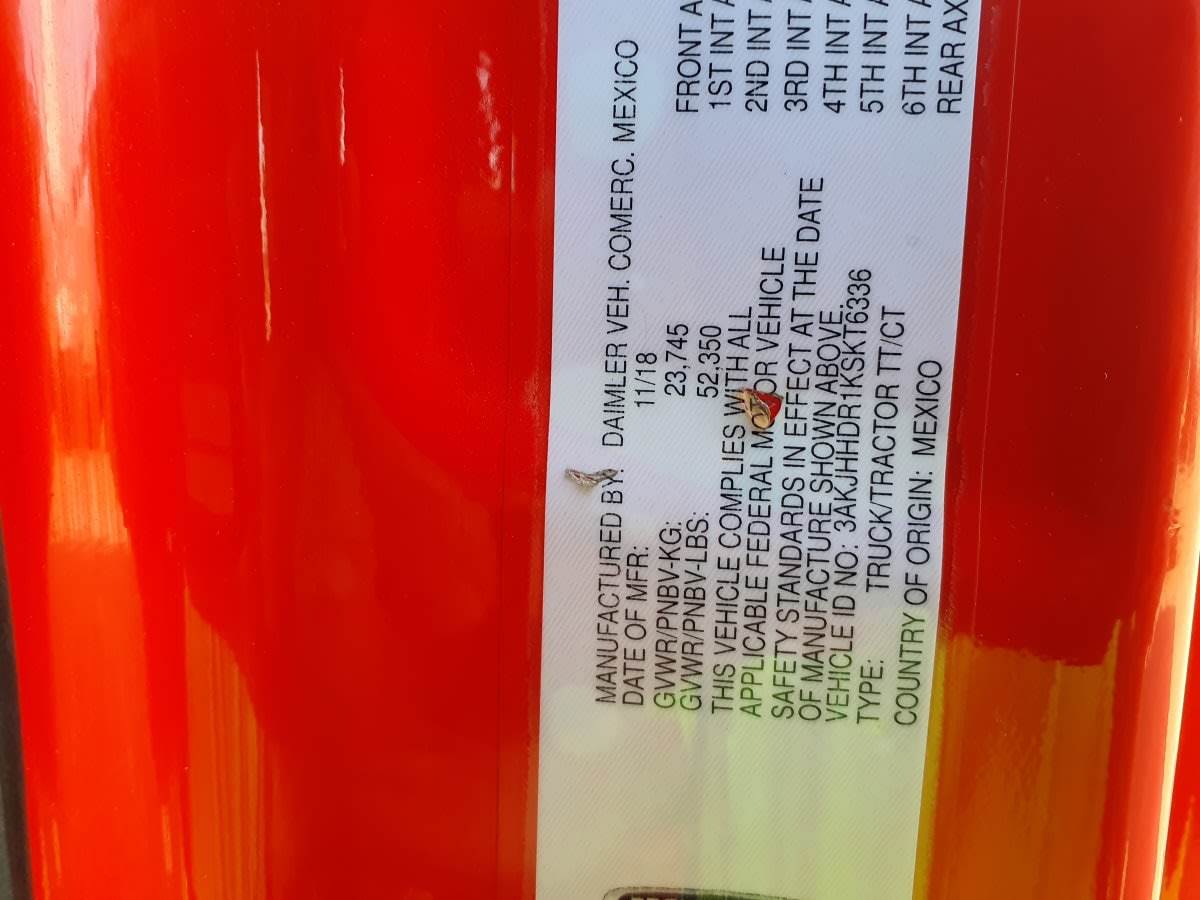 MANUFACTURED BY: DAIMLER VEH. COMERC. MEXICO
DATE OF MFR: 11/18
GVWR/PNBV-KG: 23,745
GVWR/PNBV-LBS: 52,350
THIS VEHICLE COMPLIES WITH ALL
APPLICABLE FEDERAL MOTOR VEHICLE
SAFETY STANDARDS IN EFFECT AT THE DATE
OF MANUFACTURE SHOWN ABOVE.
VEHICLE ID NO: 3AKJHHDR1KSKT6336
TYPE: TRUCK/TRACTOR TT/CT
COUNTRY OF ORIGIN: MEXICO
FRONT A
1ST INT A
2ND INT A
3RD INT A
4TH INT A
5TH INT A
6TH INT A
REAR AX